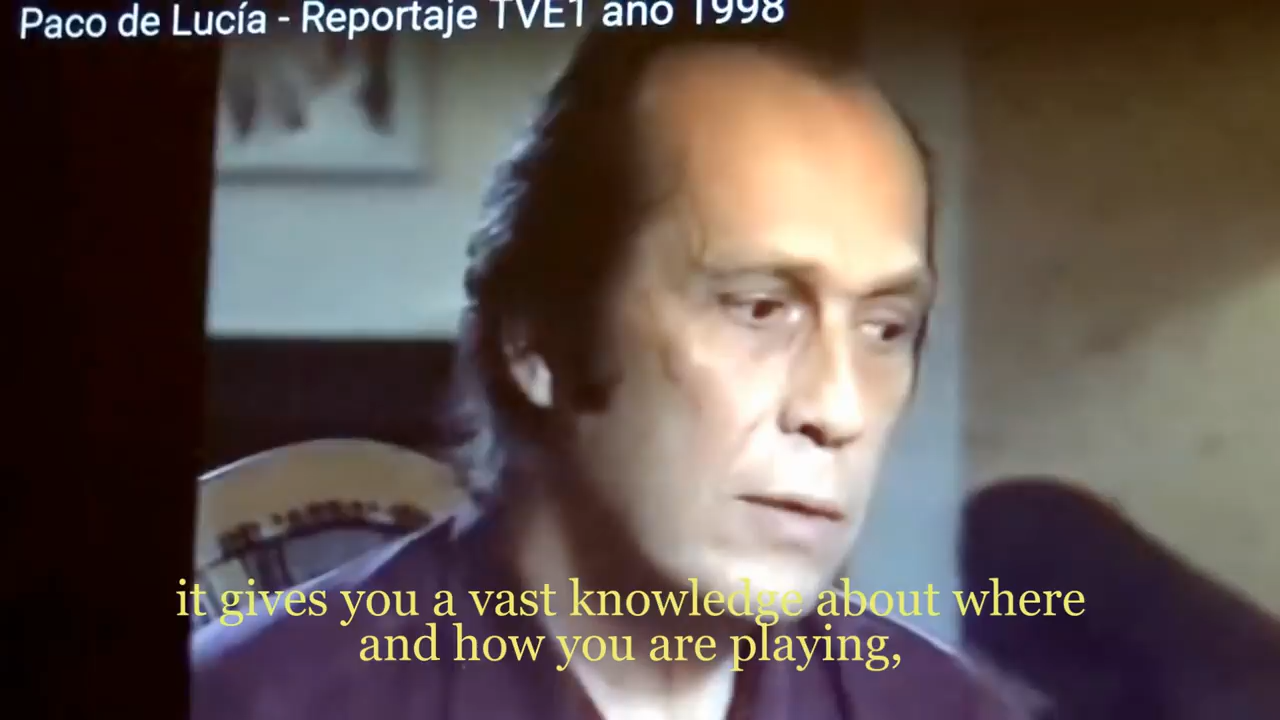 Paco de Lucía - Reportaje TVE1 año 1998
it gives you a vast knowledge about where
and how you are playing,